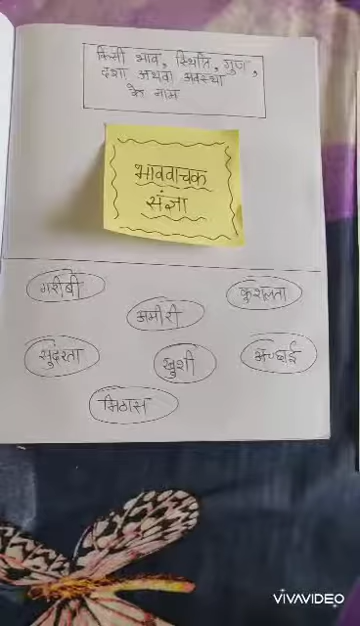 किसी भाव, स्थिति, गुण,
दशा अथवा अवस्था
के नाम
भाववाचक
संज्ञा
गरीबी
कुशलता
अमीरी
सुंदरता
खुशी
अच्छाई
मिठास
VIVAVIDEO